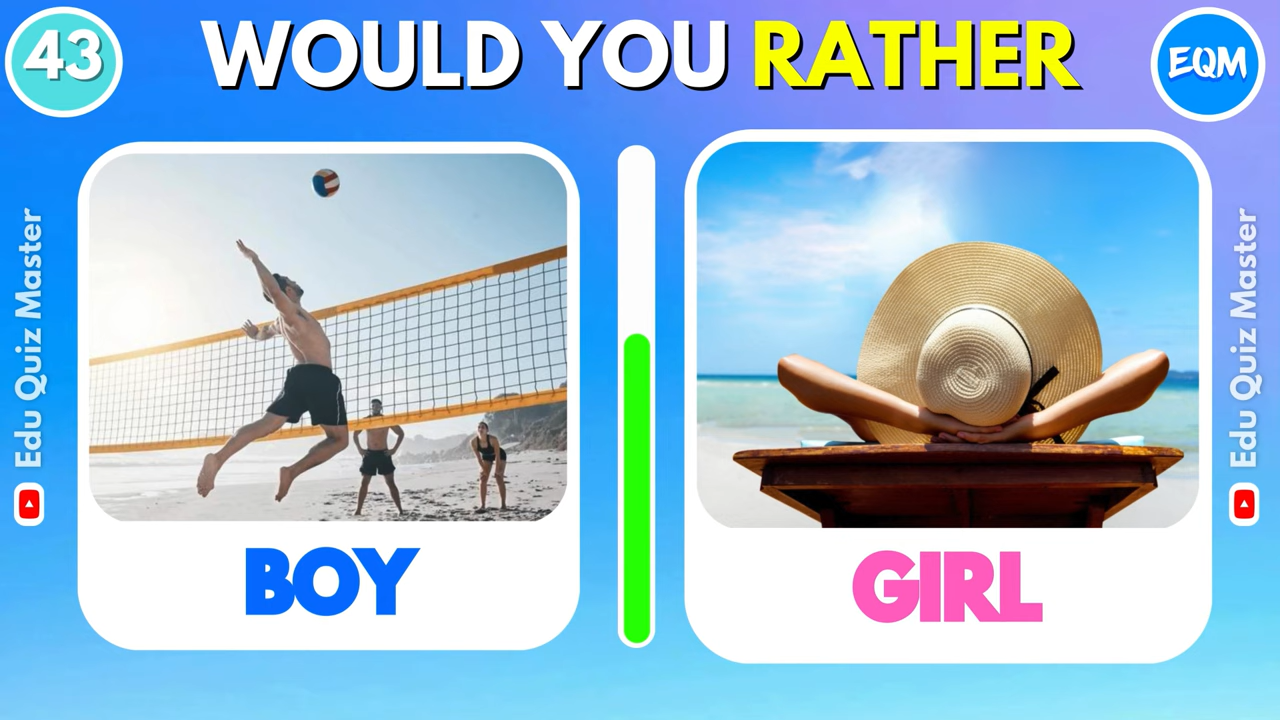 43
WOULD YOU RATHER
EQM
Edu Quiz Master
BOY
GIRL
Edu Quiz Master